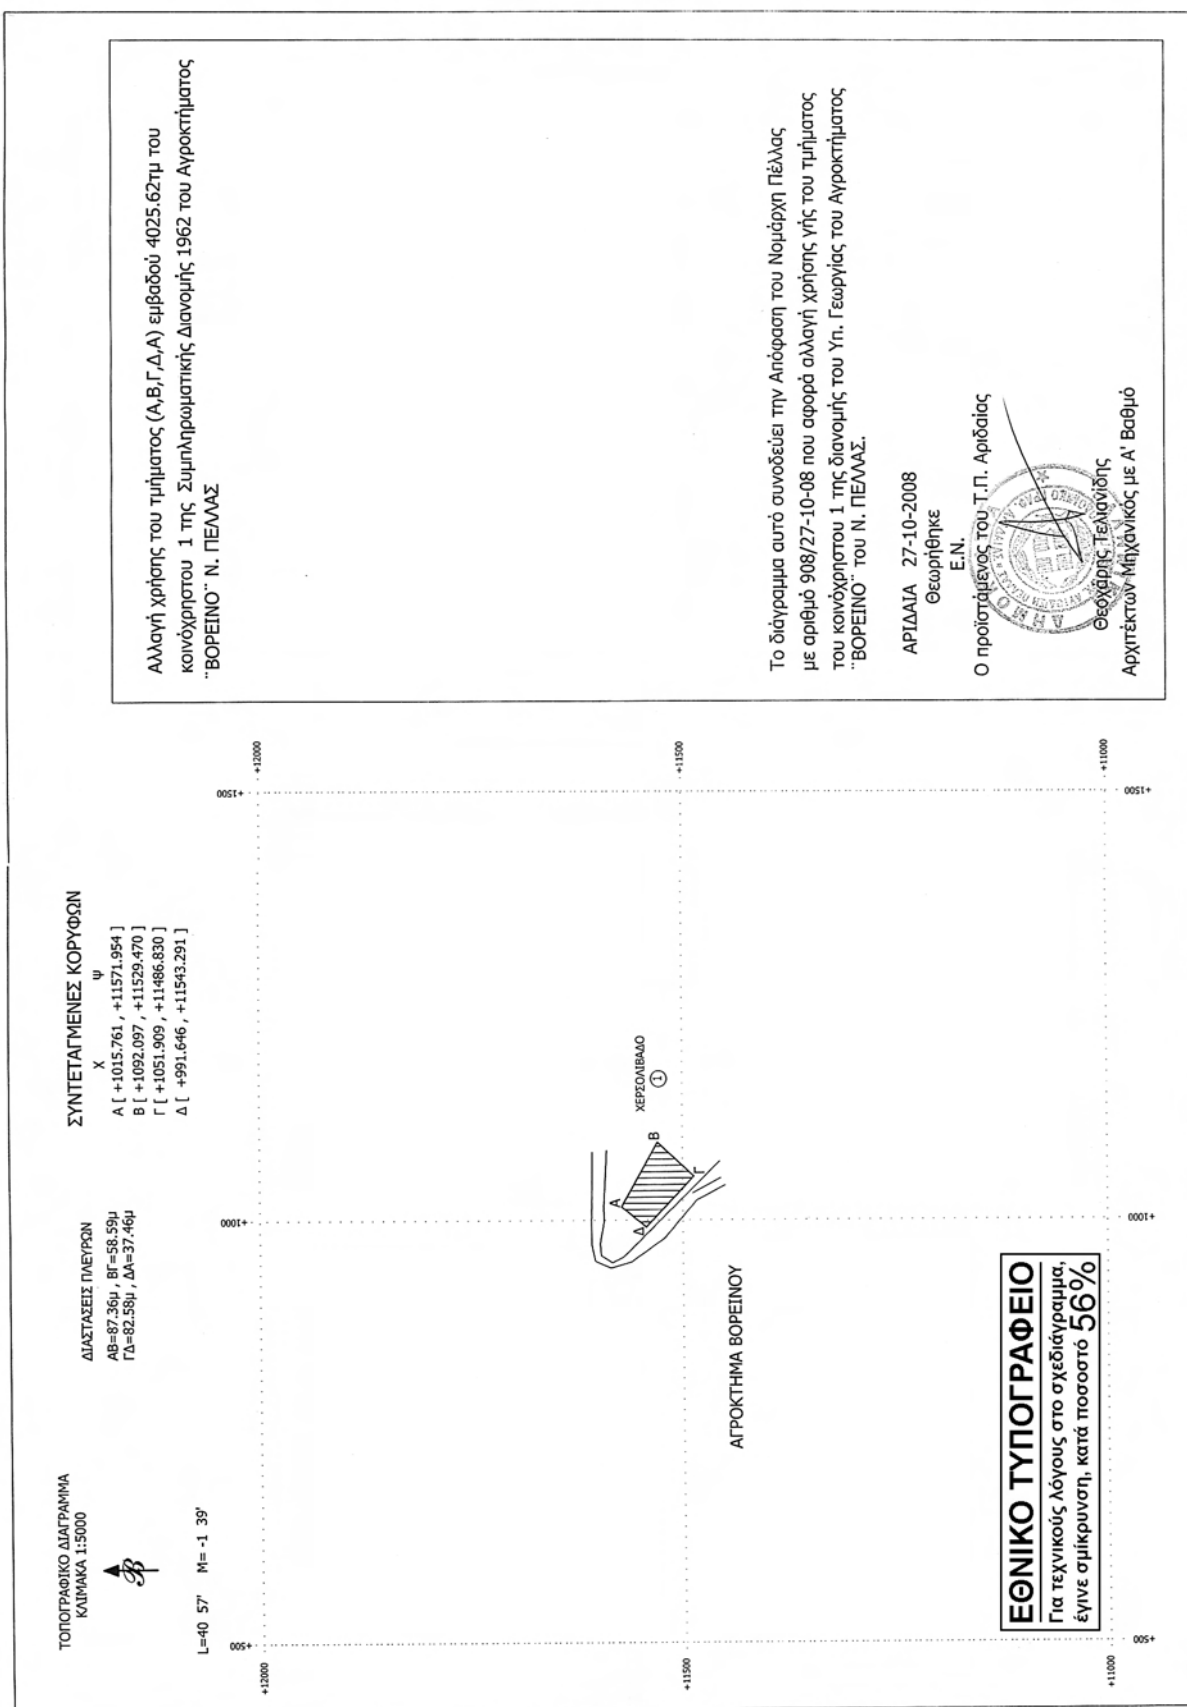 ΤΟΠΟΓΡΑΦΙΚΟ ΔΙΑΓΡΑΜΜΑ
ΚΛΙΜΑΚΑ 1:5000
Β
L=40 57' M= -1 39'
ΔΙΑΣΤΑΣΕΙΣ ΠΛΕΥΡΩΝ
ΑΒ=87.36μ , ΒΓ=58.59μ
ΓΔ=82.58μ , ΔΑ=37.46μ
ΣΥΝΤΕΤΑΓΜΕΝΕΣ ΚΟΡΥΦΩΝ
Χ ψ
Α [ +1015.761 , +11571.954 ]
Β [ +1092.097 , +11529.470 ]
Γ [ +1051.909 , +11486.830 ]
Δ [ +991.646 , +11543.291 ]
+500
+1000
+1500
+12000
+12000
ΧΕΡΣΟΛΙΒΑΔΟ
1
Α
Β
Δ
Γ
+11500
+11500
ΑΓΡΟΚΤΗΜΑ ΒΟΡΕΙΝΟΥ
+11000
+11000
+500
+1000
+1500
ΕΘΝΙΚΟ ΤΥΠΟΓΡΑΦΕΙΟ
Για τεχνικούς λόγους στο σχεδιάγραμμα,
έγινε σμίκρυνση, κατά ποσοστό 56%
Αλλαγή χρήσης του τμήματος (Α,Β,Γ,Δ,Α) εμβαδού 4025.62τμ του
κοινόχρηστου 1 της Συμπληρωματικής Διανομής 1962 του Αγροκτήματος
¨ΒΟΡΕΙΝΟ¨ Ν. ΠΕΛΛΑΣ
Το διάγραμμα αυτό συνοδεύει την Απόφαση του Νομάρχη Πέλλας
με αριθμό 908/27-10-08 που αφορά αλλαγή χρήσης γής του τμήματος
του κοινόχρηστου 1 της διανομής του Υπ. Γεωργίας του Αγροκτήματος
¨ΒΟΡΕΙΝΟ¨ του Ν. ΠΕΛΛΑΣ.
ΑΡΙΔΑΙΑ 27-10-2008
Θεωρήθηκε
Ε.Ν.
Ο προϊστάμενος του Τ.Π. Αριδαίας
Θεοχάρης Τελιανίδης
Αρχιτέκτων Μηχανικός με Α' Βαθμό